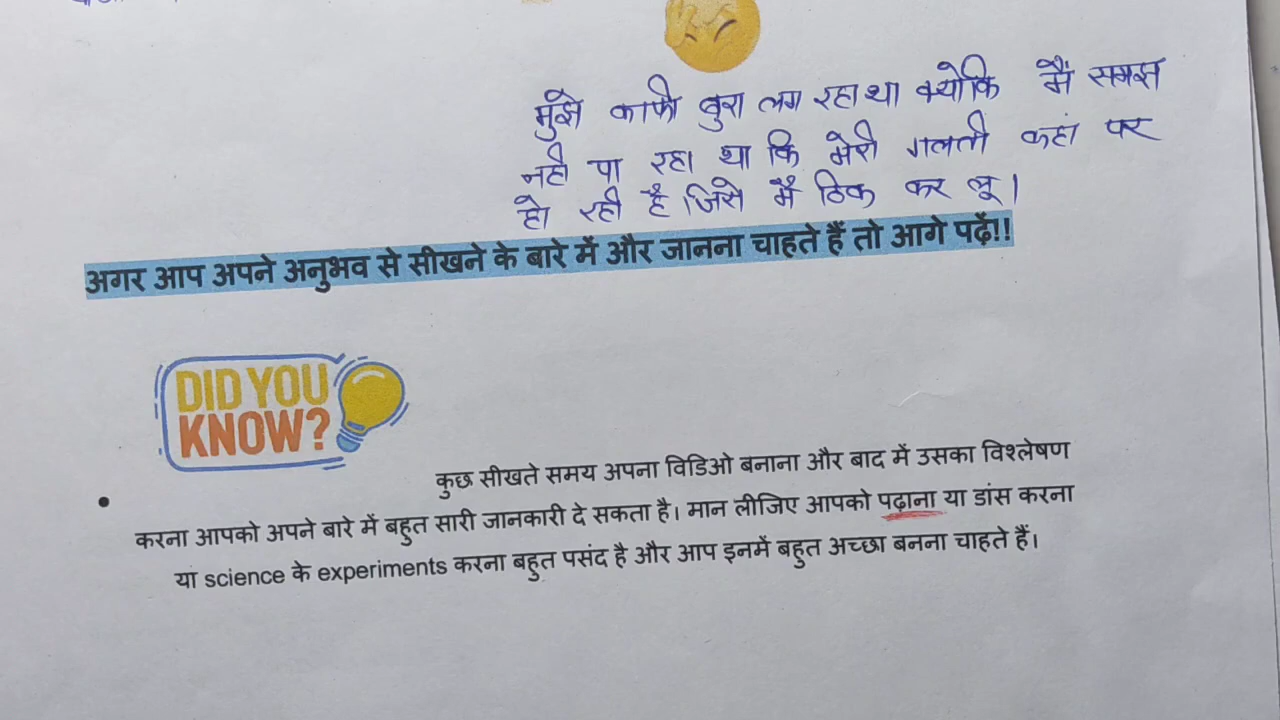 मुझे काफी बुरा लग रहा था क्योकि मैं समझ
नही पा रहा था कि मेरी गलती कहां पर
हो रही है जिसे मैं ठिक कर लू।
अगर आप अपने अनुभव से सीखने के बारे में और जानना चाहते हैं तो आगे पढ़ें!!
DID YOU
KNOW?
कुछ सीखते समय अपना विडिओ बनाना और बाद में उसका विश्लेषण
करना आपको अपने बारे में बहुत सारी जानकारी दे सकता है। मान लीजिए आपको पढ़ाना या डांस करना
या science के experiments करना बहुत पसंद है और आप इनमें बहुत अच्छा बनना चाहते हैं।